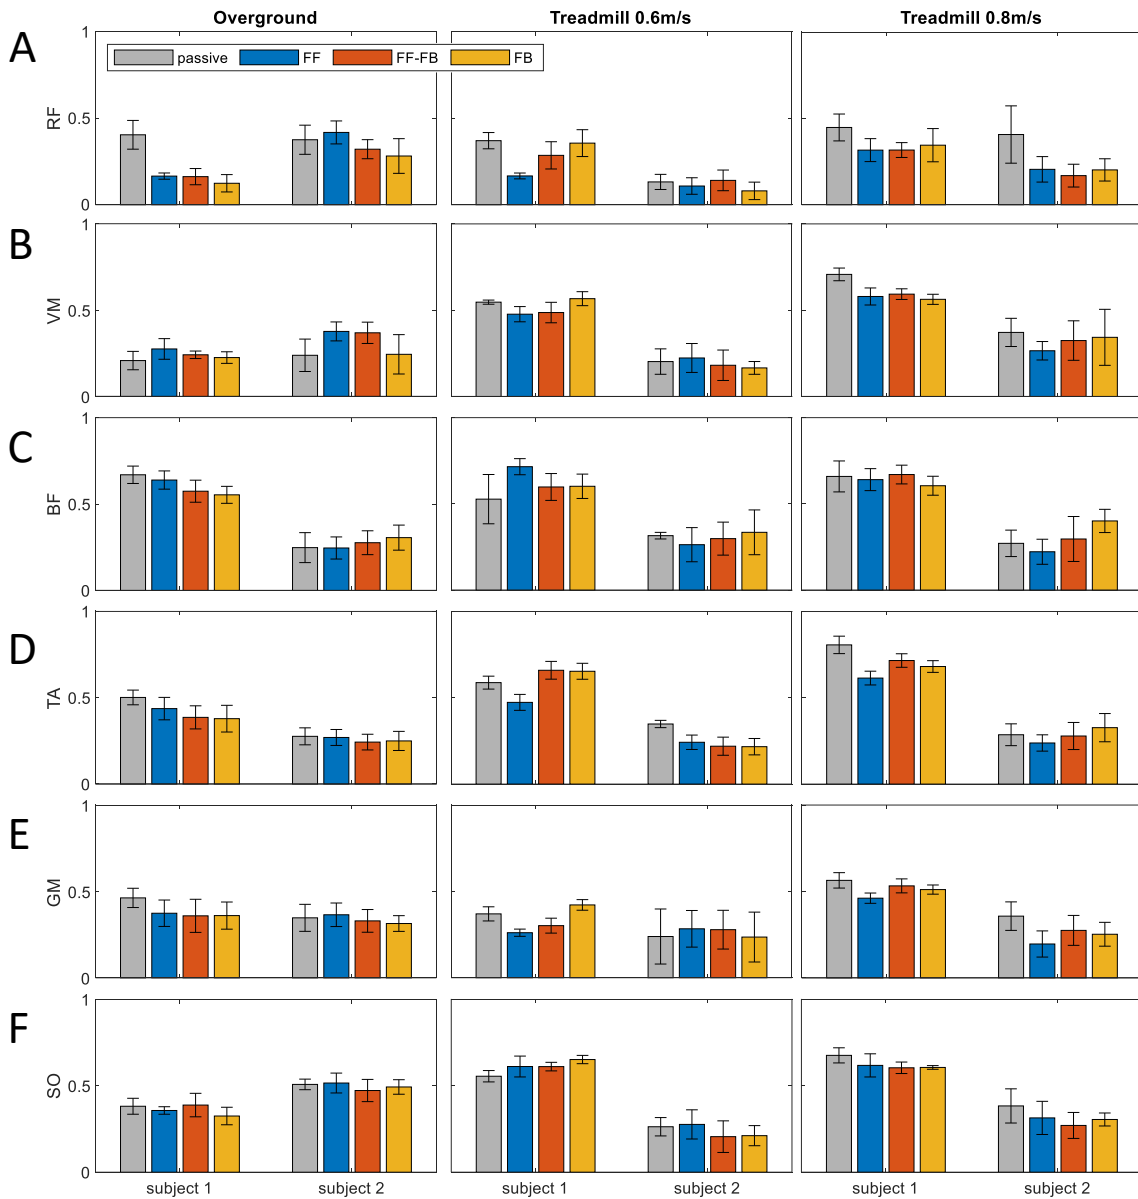 Overground Treadmill 0.6m/s Treadmill 0.8m/s
A
passive FF FF-FB FB
1
0.5
0
RF
B
1
0.5
0
VM
C
1
0.5
0
BF
D
1
0.5
0
TA
E
1
0.5
0
GM
F
1
0.5
0
SO
subject 1 subject 2 subject 1 subject 2 subject 1 subject 2